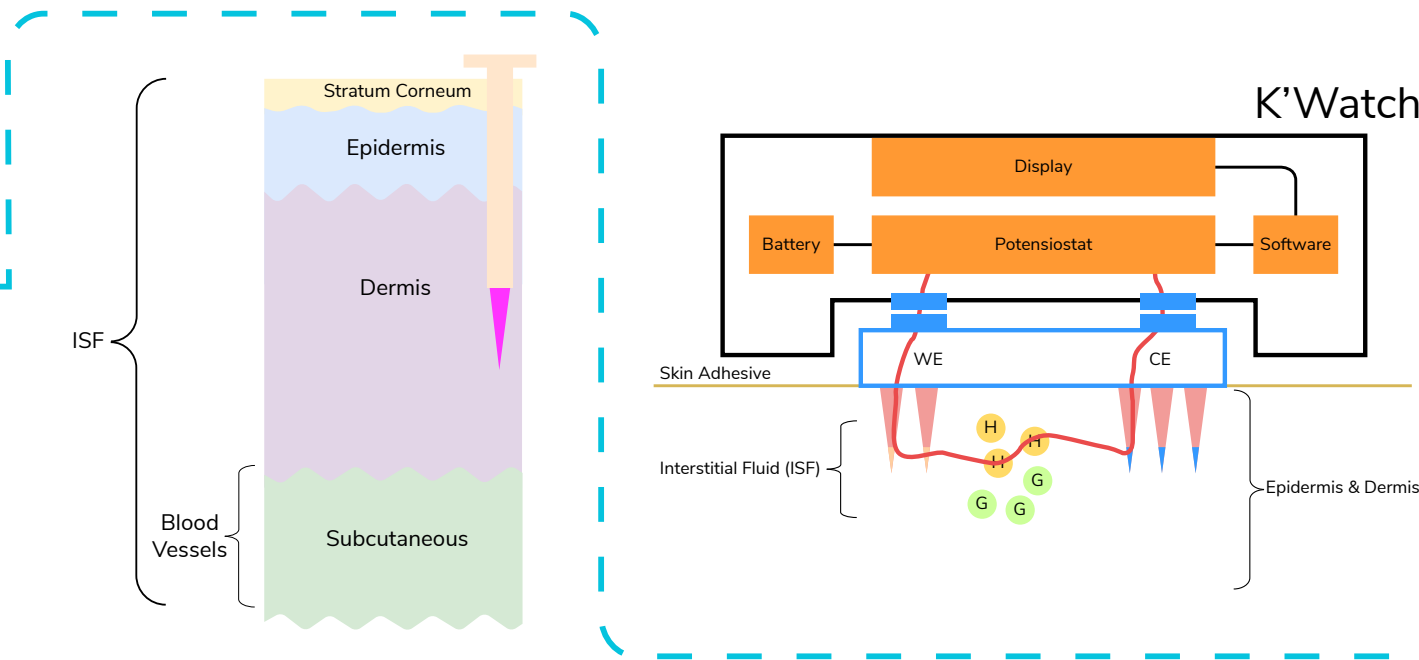 Stratum Corneum
Epidermis
Dermis
ISF
Blood
Vessels
Subcutaneous
K'Watch
Display
Battery
Potensiostat
Software
WE
CE
Skin Adhesive
H
H
H
Interstitial Fluid (ISF)
G
G
G
Epidermis & Dermis